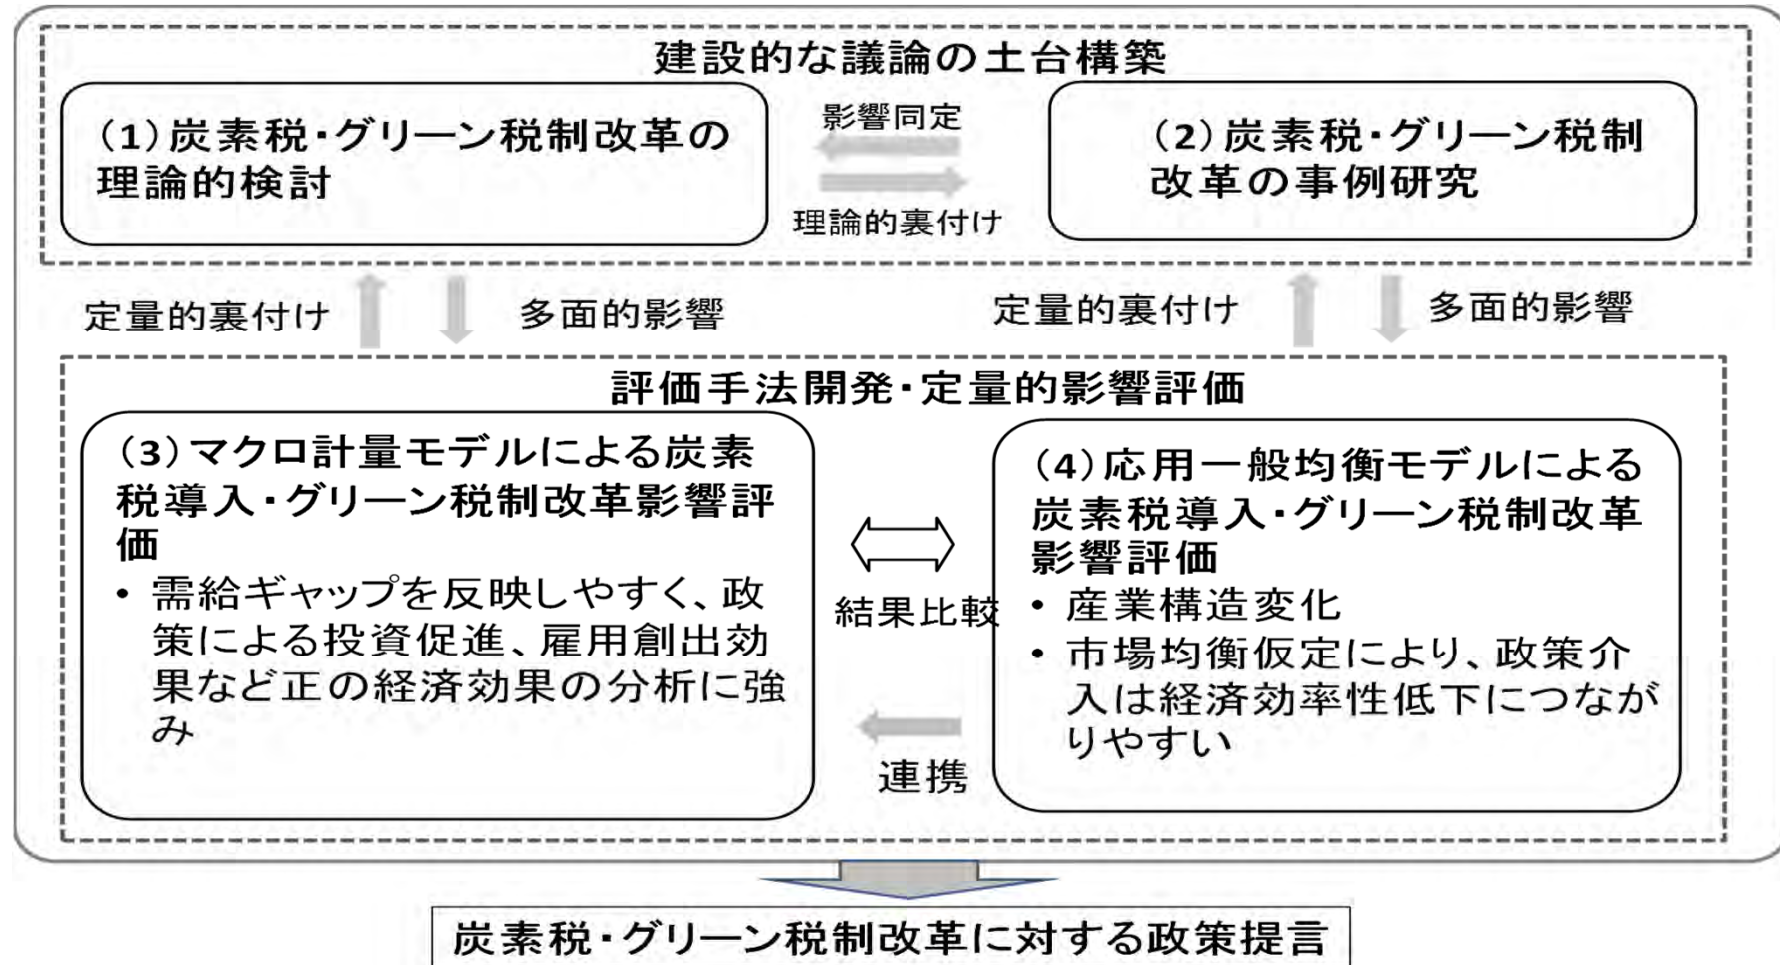 建設的な議論の土台構築
(1)炭素税・グリーン税制改革の
理論的検討
影響同定
理論的裏付け
(2)炭素税・グリーン税制
改革の事例研究
定量的裏付け
多面的影響
定量的裏付け
多面的影響
評価手法開発・定量的影響評価
(3)マクロ計量モデルによる炭素
税導入・グリーン税制改革影響評
価
• 需給ギャップを反映しやすく、政
策による投資促進、雇用創出効
果など正の経済効果の分析に強
み
結果比較
連携
(4)応用一般均衡モデルによる
炭素税導入・グリーン税制改革
影響評価
• 産業構造変化
• 市場均衡仮定により、政策介
入は経済効率性低下につなが
りやすい
炭素税・グリーン税制改革に対する政策提言